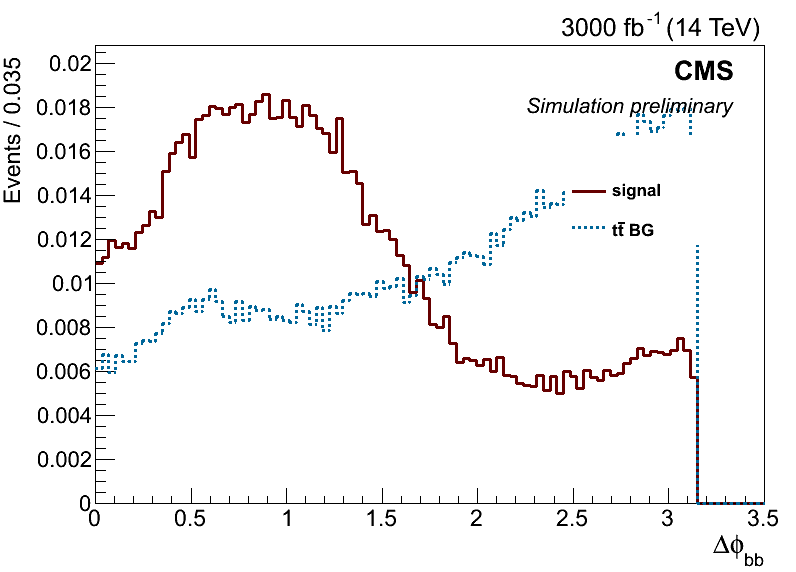 3000 fb⁻¹ (14 TeV)
CMS
Simulation preliminary
signal
tt̄ BG
Events / 0.035
0.02
0.018
0.016
0.014
0.012
0.01
0.008
0.006
0.004
0.002
0
0 0.5 1 1.5 2 2.5 3 3.5
Δϕbb